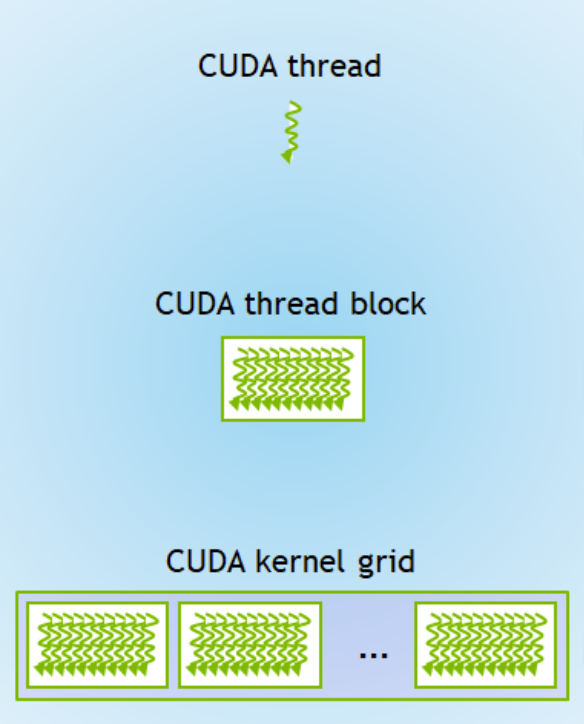 CUDA thread
CUDA thread block
CUDA kernel grid
...